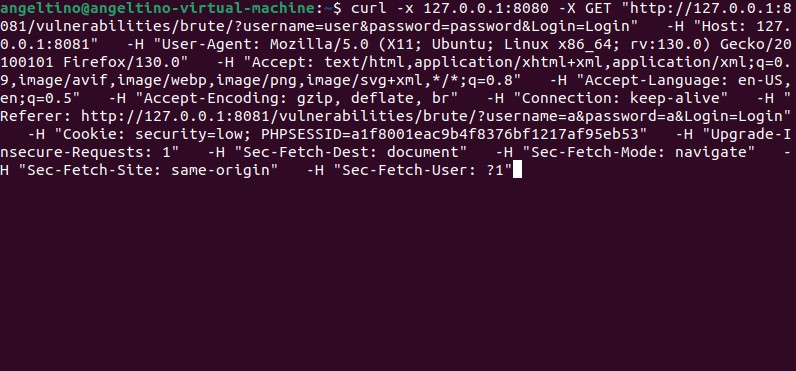 angeltino@angeltino-virtual-machine:~$ curl -x 127.0.0.1:8080 -X GET "http://127.0.0.1:8
081/vulnerabilities/brute/?username=user&password=password&Login=Login"   -H "Host: 127.
0.0.1:8081"   -H "User-Agent: Mozilla/5.0 (X11; Ubuntu; Linux x86_64; rv:130.0) Gecko/20
100101 Firefox/130.0"   -H "Accept: text/html,application/xhtml+xml,application/xml;q=0.
9,image/avif,image/webp,image/png,image/svg+xml,*/*;q=0.8"   -H "Accept-Language: en-US,
en;q=0.5"   -H "Accept-Encoding: gzip, deflate, br"   -H "Connection: keep-alive"   -H "
Referer: http://127.0.0.1:8081/vulnerabilities/brute/?username=a&password=a&Login=Login"
   -H "Cookie: security=low; PHPSESSID=a1f8001eac9b4f8376bf1217af95eb53"   -H "Upgrade-I
nsecure-Requests: 1"   -H "Sec-Fetch-Dest: document"   -H "Sec-Fetch-Mode: navigate"   -
H "Sec-Fetch-Site: same-origin"   -H "Sec-Fetch-User: ?1"